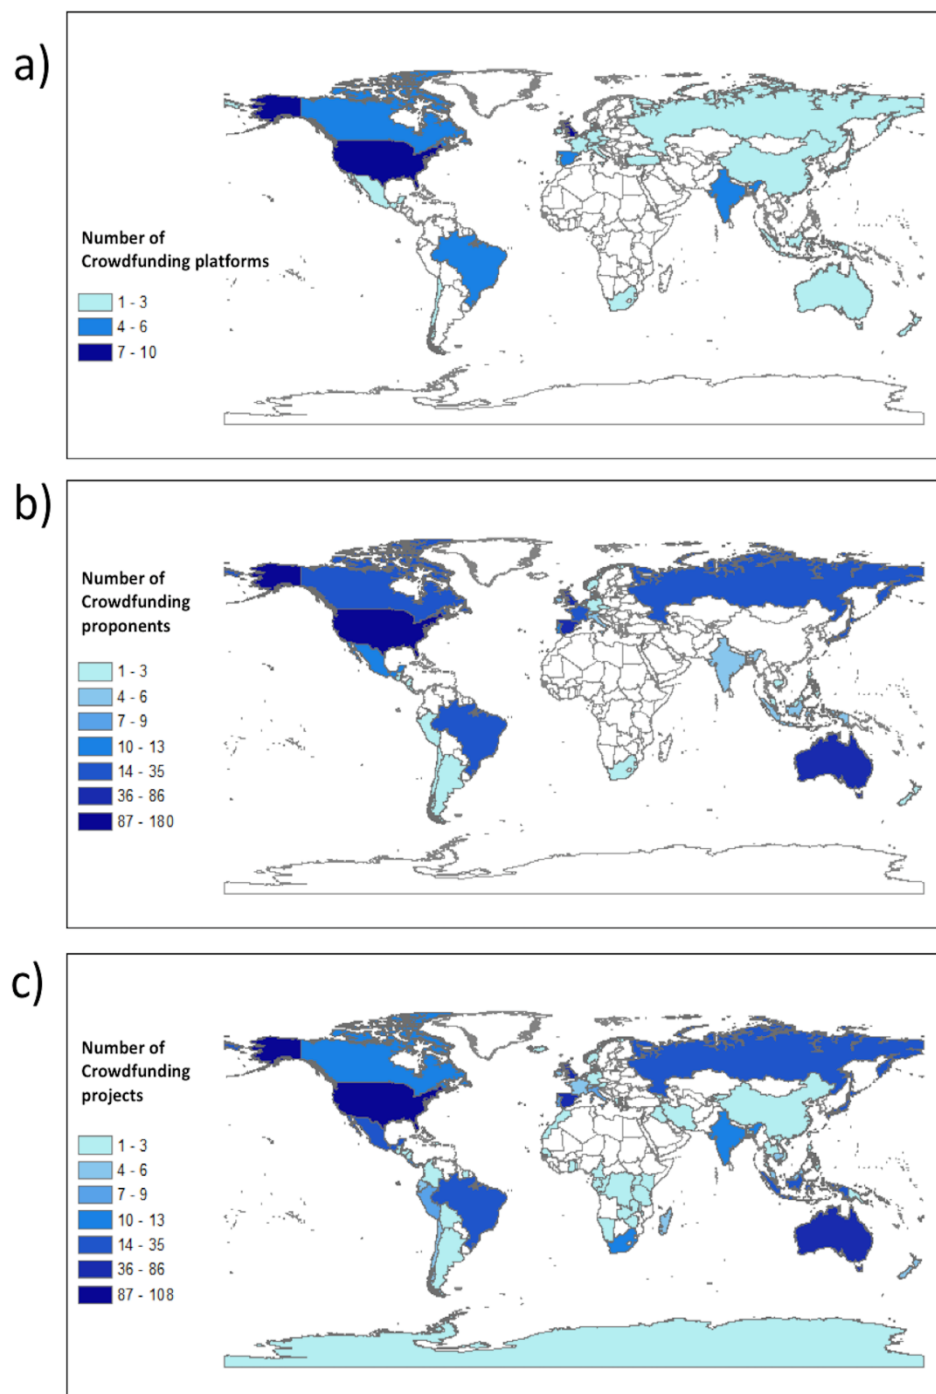 a)
Number of
Crowdfunding platforms
1 - 3
4 - 6
7 - 10
b)
Number of
Crowdfunding
proponents
1 - 3
4 - 6
7 - 9
10 - 13
14 - 35
36 - 86
87 - 180
c)
Number of
Crowdfunding
projects
1 - 3
4 - 6
7 - 9
10 - 13
14 - 35
36 - 86
87 - 108